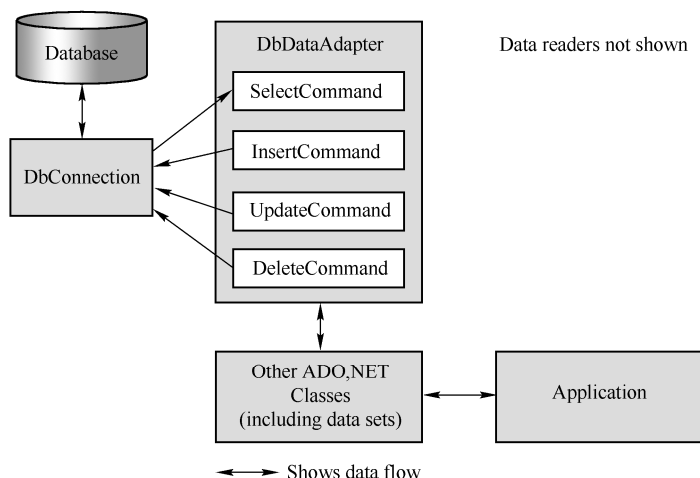 Database
DbDataAdapter
Data readers not shown
SelectCommand
InsertCommand
DbConnection
UpdateCommand
DeleteCommand
Other ADO,NET
Classes
(including data sets)
Application
Shows data flow